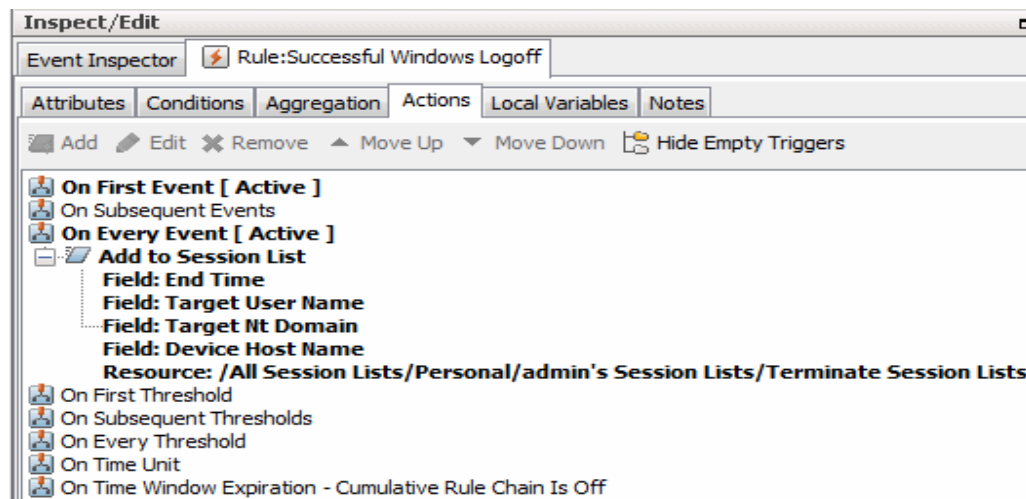 Inspect/Edit
Event Inspector Rule:Successful Windows Logoff
Attributes Conditions Aggregation Actions Local Variables Notes
Add Edit Remove Move Up Move Down Hide Empty Triggers
On First Event [ Active ]
On Subsequent Events
On Every Event [ Active ]
Add to Session List
Field: End Time
Field: Target User Name
Field: Target Nt Domain
Field: Device Host Name
Resource: /All Session Lists/Personal/admin's Session Lists/Terminate Session Lists
On First Threshold
On Subsequent Thresholds
On Every Threshold
On Time Unit
On Time Window Expiration - Cumulative Rule Chain Is Off